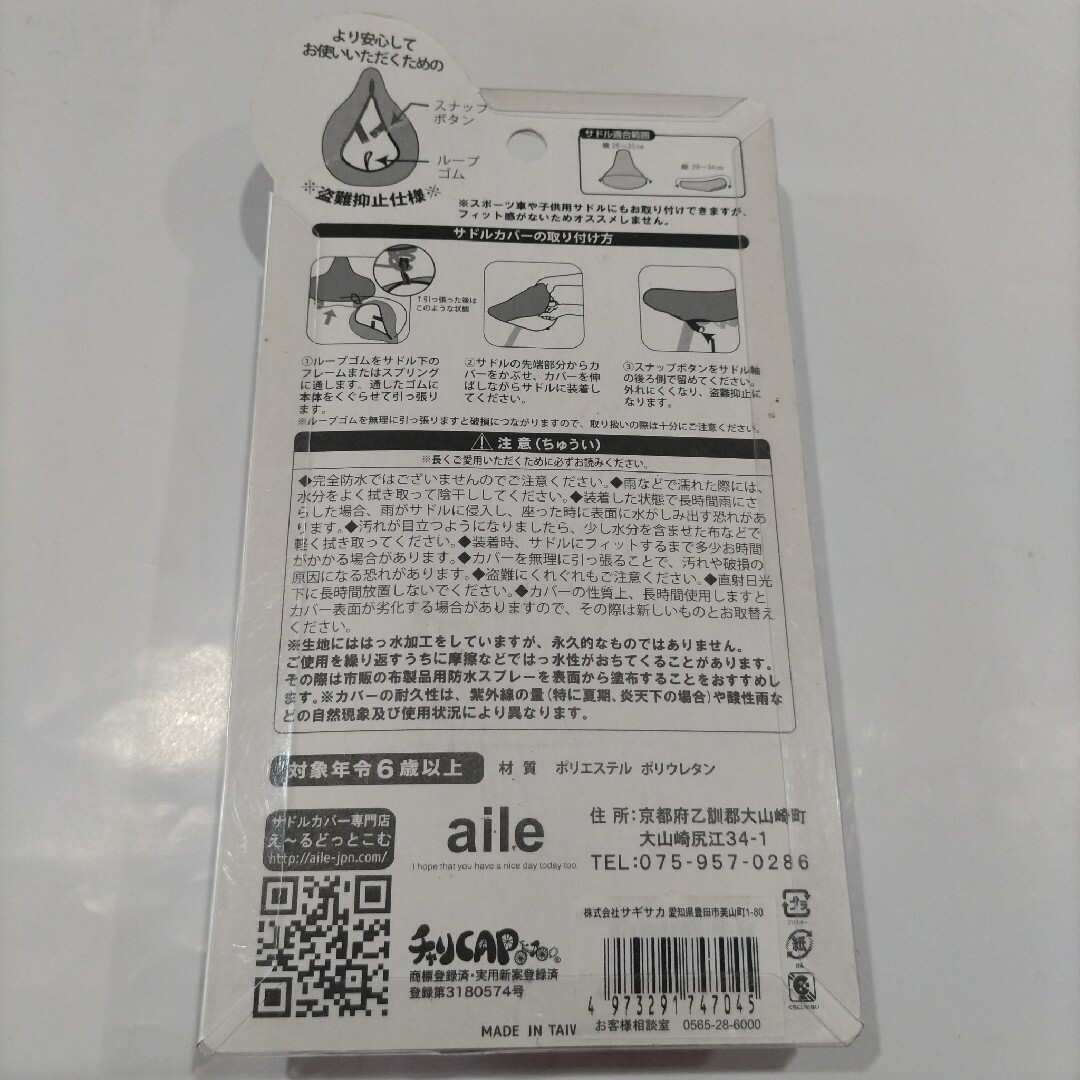 より安心して
お使いいただくための
スナップ
ボタン
ループ
ゴム
※盗難抑止仕様※
サドル適合範囲
※スポーツ車や子供用サドルにもお取り付けできますが、
フィット感がないためオススメしません。
サドルカバーの取り付け方
↑引っ張った後は
このような状態
①ループゴムをサドル下の
フレームまたはスプリング
に通します。通したゴムに
本体をくぐらせて引っ張り
ます。
②サドルの先端部分からカ
バーをかぶせ、カバーを伸
ばしながらサドルに装着し
てください。
③スナップボタンをサドル軸
の後ろ側で留めてください。
外れにくくなり、盗難抑止に
なります。
※ループゴムを無理に引っ張りますと破損につながりますので、取り扱いの際は十分にご注意ください。
注意(ちゅうい)
※長くご愛用いただくために必ずお読みください。
◆完全防水ではございませんのでご注意ください。◆雨などで濡れた際には、
水分をよく拭き取って陰干ししてください。◆装着した状態で長時間雨にさ
らした場合、雨がサドルに侵入し、座った時に表面に水がしみ出す恐れがあ
ります。◆汚れが目立つようになりましたら、少し水分を含ませた布などで
軽く拭き取ってください。◆装着時、サドルにフィットするまで多少お時間
がかかる場合があります。◆カバーを無理に引っ張ることで、汚れや破損の
原因になる恐れがあります。◆盗難にくれぐれもご注意ください。◆直射日光
下に長時間放置しないでください。◆カバーの性質上、長時間使用しますと
カバー表面が劣化する場合がありますので、その際は新しいものとお取替え
ください。
※生地にははっ水加工をしていますが、永久的なものではありません。
ご使用を繰り返すうちに摩擦などではっ水性がおちてくることがあります。
その際は市販の布製品用防水スプレーを表面から塗布することをおすすめし
ます。※カバーの耐久性は、紫外線の量(特に夏期、炎天下の場合)や酸性雨な
どの自然現象及び使用状況により異なります。
対象年令6歳以上
材質 ポリエステル ポリウレタン
サドルカバー専門店
え〜るどっとこむ
http://aile-jpn.com/
aile
I hope that you have a nice day today too.
住所:京都府乙訓郡大山崎町
大山崎尻江34-1
TEL:075-957-0286
株式会社サギサカ 愛知県豊田市美山町1-80
チャリCAP
商標登録済・実用新案登録済
登録第3180574号
4 973291 747045
お客様相談室 0565-28-6000
MADE IN TAIV
プラ
紙